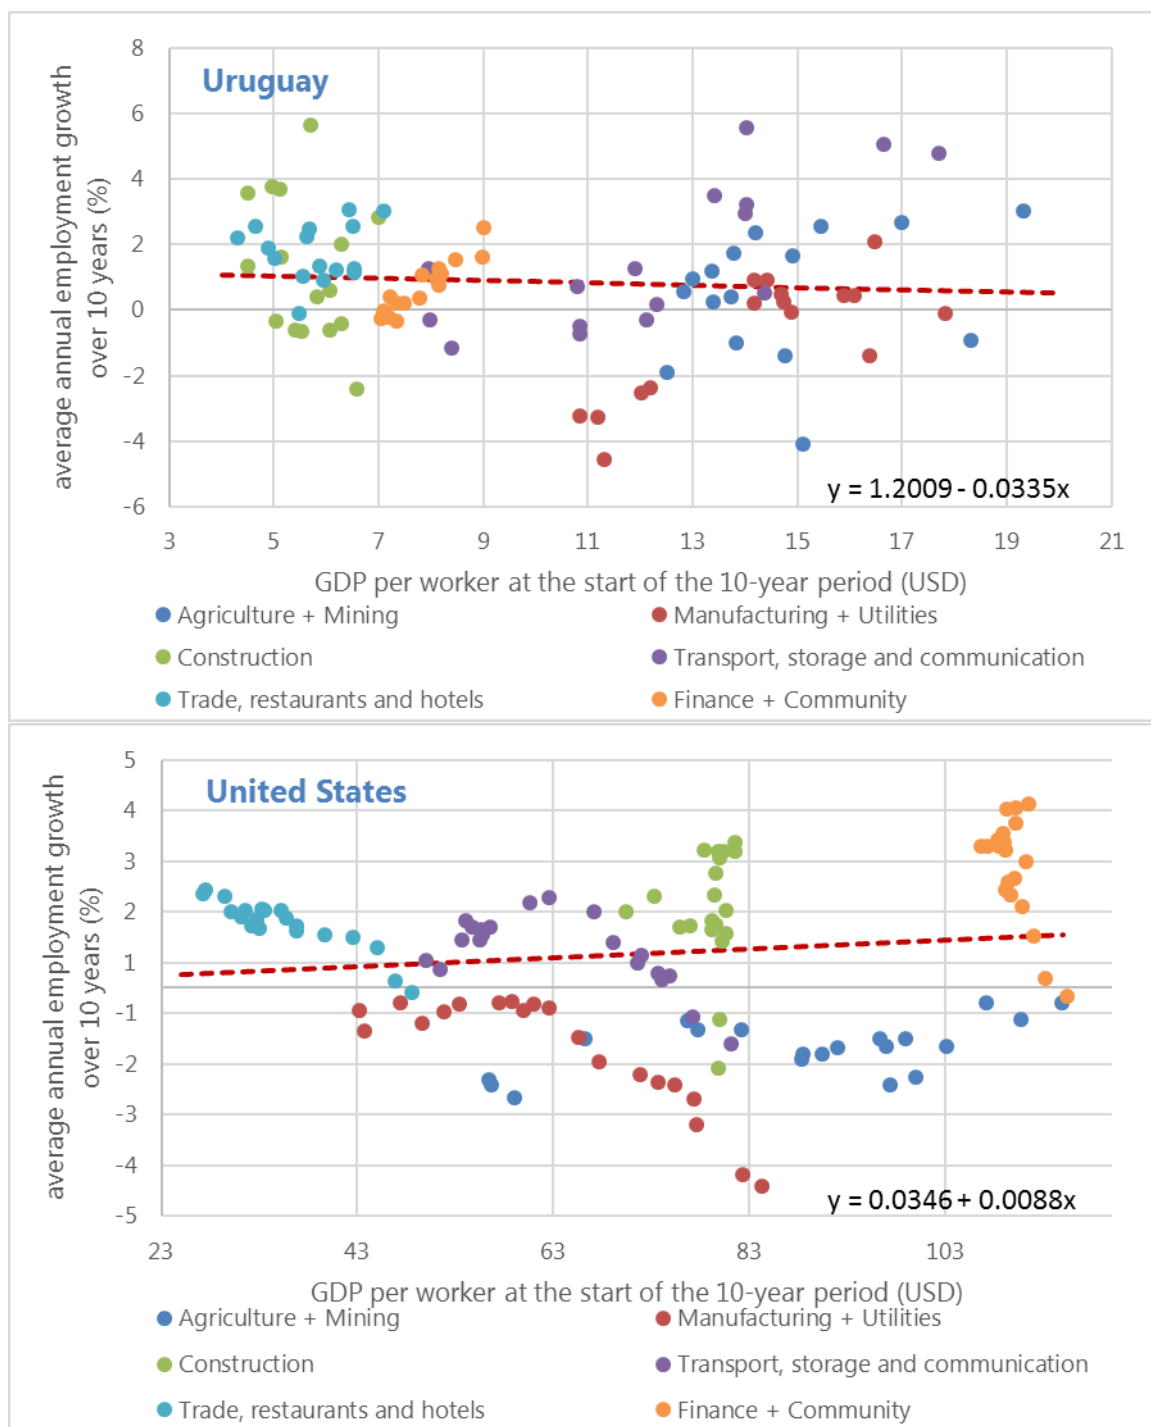 Uruguay
average annual employment growth
over 10 years (%)
8
6
4
2
0
-2
-4
-6
y = 1.2009 - 0.0335x
3 5 7 9 11 13 15 17 19 21
GDP per worker at the start of the 10-year period (USD)
Agriculture + Mining
Manufacturing + Utilities
Construction
Transport, storage and communication
Trade, restaurants and hotels
Finance + Community
United States
average annual employment growth
over 10 years (%)
5
4
3
2
1
-1
-2
-3
-4
-5
y = 0.0346 + 0.0088x
23 43 63 83 103
GDP per worker at the start of the 10-year period (USD)
Agriculture + Mining
Manufacturing + Utilities
Construction
Transport, storage and communication
Trade, restaurants and hotels
Finance + Community